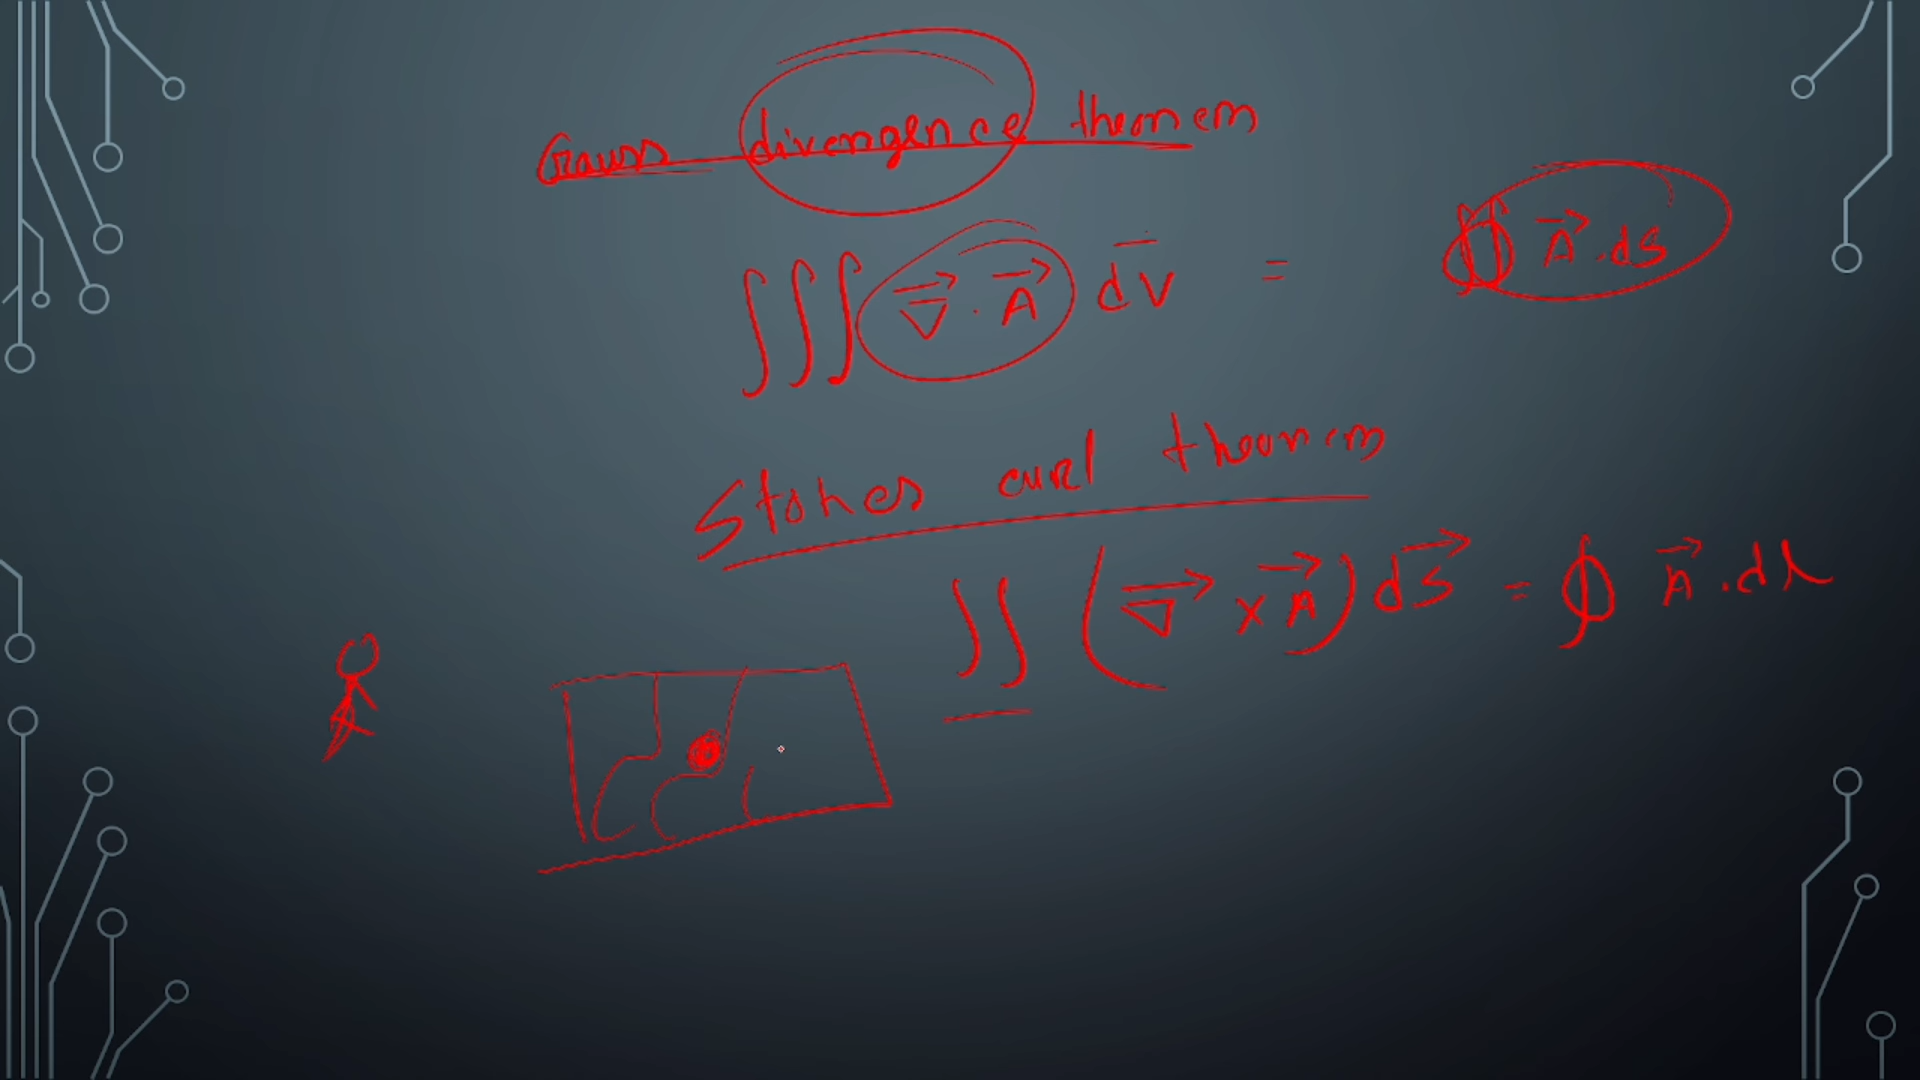 Gauss divergence theorem
∭ ∇⃗ . A⃗ dv̅ = ∯ A⃗ . ds
Stokes curl theorem
∬ ( ∇⃗ × A⃗ ) dS⃗ = ∮ A⃗ . dl